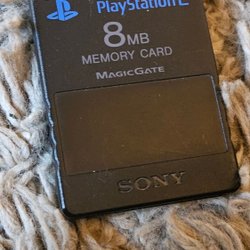 PlayStation 2
8MB
MEMORY CARD
MAGICGATE
SONY